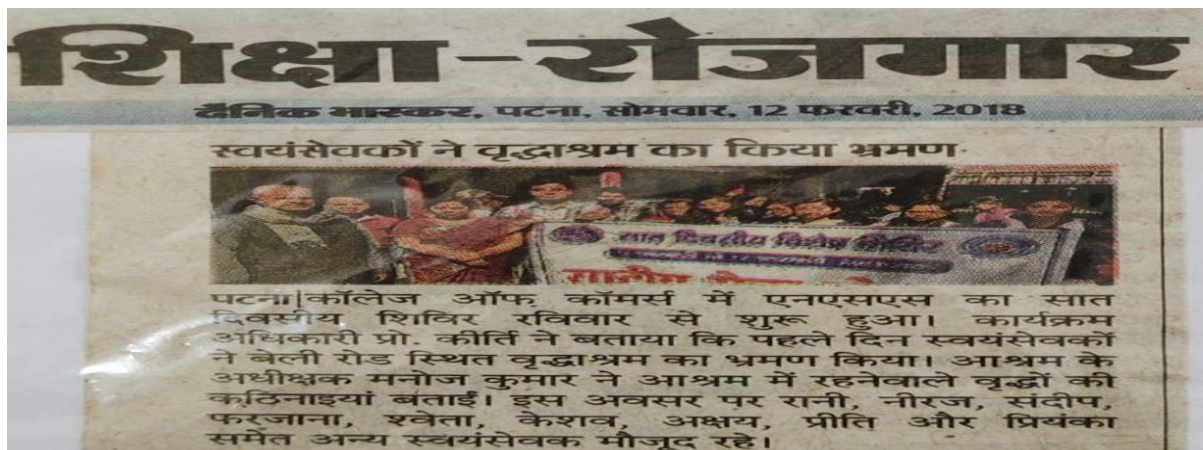 शिक्षा-रोजगार
दैनिक भास्कर, पटना, सोमवार, 12 फरवरी, 2018
स्वयंसेवकों ने वृद्धाश्रम का किया भ्रमण
सात दिवसीय विशेष शिविर
पटना|कॉलेज ऑफ कॉमर्स में एनएसएस का सात
दिवसीय शिविर रविवार से शुरू हुआ। कार्यक्रम
अधिकारी प्रो. कीर्ति ने बताया कि पहले दिन स्वयंसेवकों
ने बेली रोड स्थित वृद्धाश्रम का भ्रमण किया। आश्रम के
अधीक्षक मनोज कुमार ने आश्रम में रहनेवाले वृद्धों की
कठिनाइयां बताईं। इस अवसर पर रानी, नीरज, संदीप,
फरजाना, श्वेता, केशव, अक्षय, प्रीति और प्रियंका
समेत अन्य स्वयंसेवक मौजूद रहे।